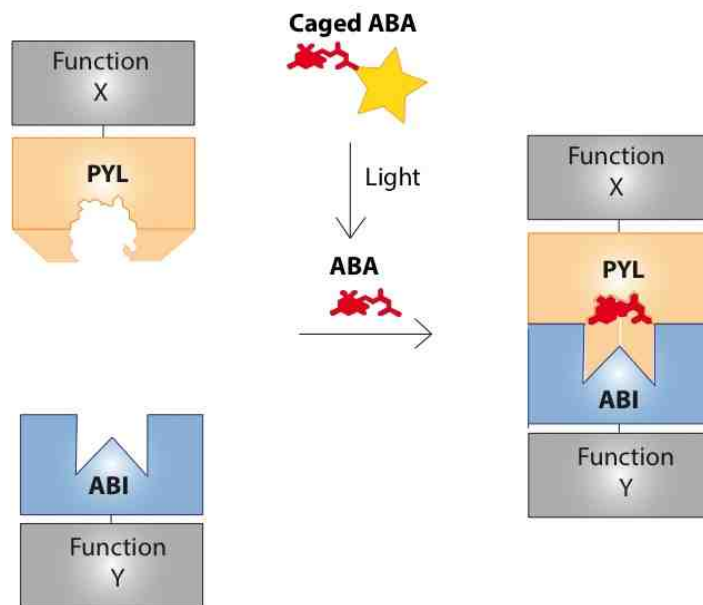 Caged ABA
Function
X
PYL
Light
ABA
ABI
Function
Y
Function
X
PYL
ABI
Function
Y